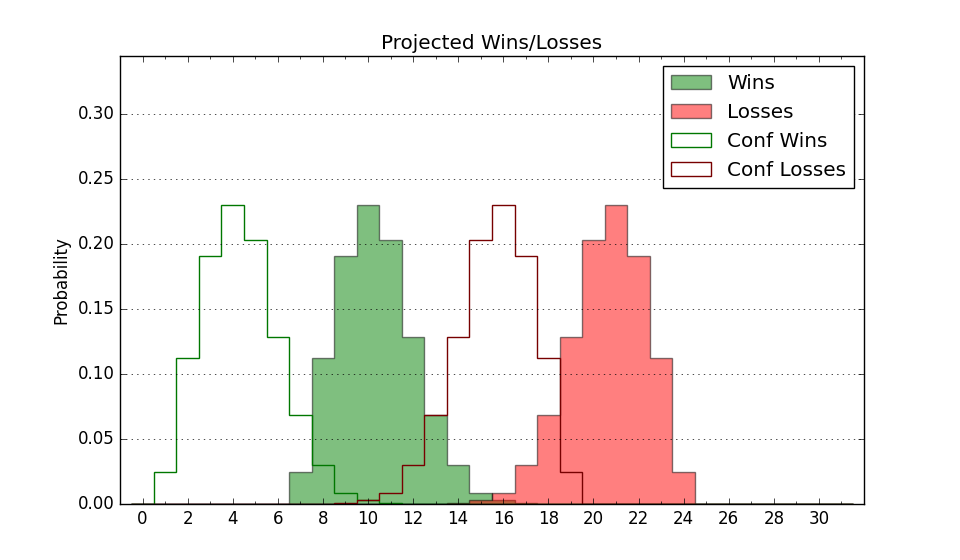 Projected Wins/Losses
Wins
Losses
Conf Wins
Conf Losses
Probability
0.30
0.25
0.20
0.15
0.10
0.05
0.00
0 2 4 6 8 10 12 14 16 18 20 22 24 26 28 30